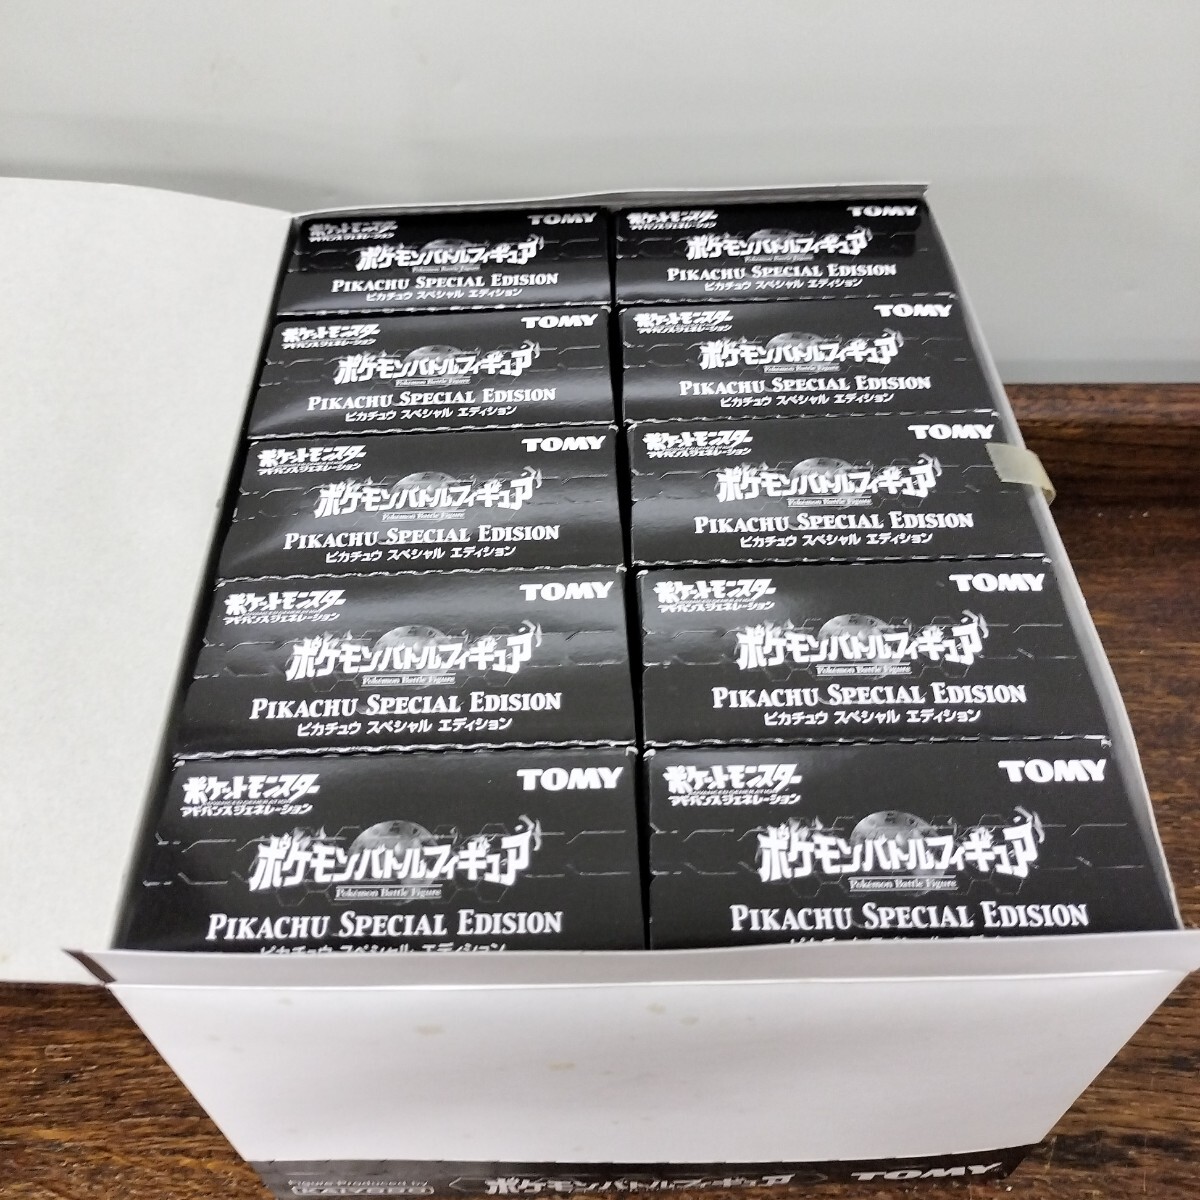 ポケットモンスター TOMY
アドバンスジェネレーション
ポケモンバトルフィギュア
Pokémon Battle Figure
PIKACHU SPECIAL EDISION
ピカチュウ スペシャル エディション
ポケットモンスター TOMY
アドバンスジェネレーション
ポケモンバトルフィギュア
Pokémon Battle Figure
PIKACHU SPECIAL EDISION
ピカチュウ スペシャル エディション
ポケットモンスター TOMY
アドバンスジェネレーション
ポケモンバトルフィギュア
Pokémon Battle Figure
PIKACHU SPECIAL EDISION
ピカチュウ スペシャル エディション
ポケットモンスター TOMY
アドバンスジェネレーション
ポケモンバトルフィギュア
Pokémon Battle Figure
PIKACHU SPECIAL EDISION
ピカチュウ スペシャル エディション
ポケットモンスター TOMY
アドバンスジェネレーション
ポケモンバトルフィギュア
Pokémon Battle Figure
PIKACHU SPECIAL EDISION
ピカチュウ スペシャル エディション
ポケットモンスター TOMY
アドバンスジェネレーション
ポケモンバトルフィギュア
Pokémon Battle Figure
PIKACHU SPECIAL EDISION
ピカチュウ スペシャル エディション
ポケットモンスター TOMY
アドバンスジェネレーション
ポケモンバトルフィギュア
Pokémon Battle Figure
PIKACHU SPECIAL EDISION
ピカチュウ スペシャル エディション
ポケットモンスター TOMY
アドバンスジェネレーション
ポケモンバトルフィギュア
Pokémon Battle Figure
PIKACHU SPECIAL EDISION
ピカチュウ スペシャル エディション
ポケットモンスター TOMY
アドバンスジェネレーション
ポケモンバトルフィギュア
Pokémon Battle Figure
PIKACHU SPECIAL EDISION
ピカチュウ スペシャル エディション
ポケットモンスター TOMY
アドバンスジェネレーション
ポケモンバトルフィギュア
Pokémon Battle Figure
PIKACHU SPECIAL EDISION
Figure Produced by
KAIYODO ポケモンバトルフィギュア TOMY